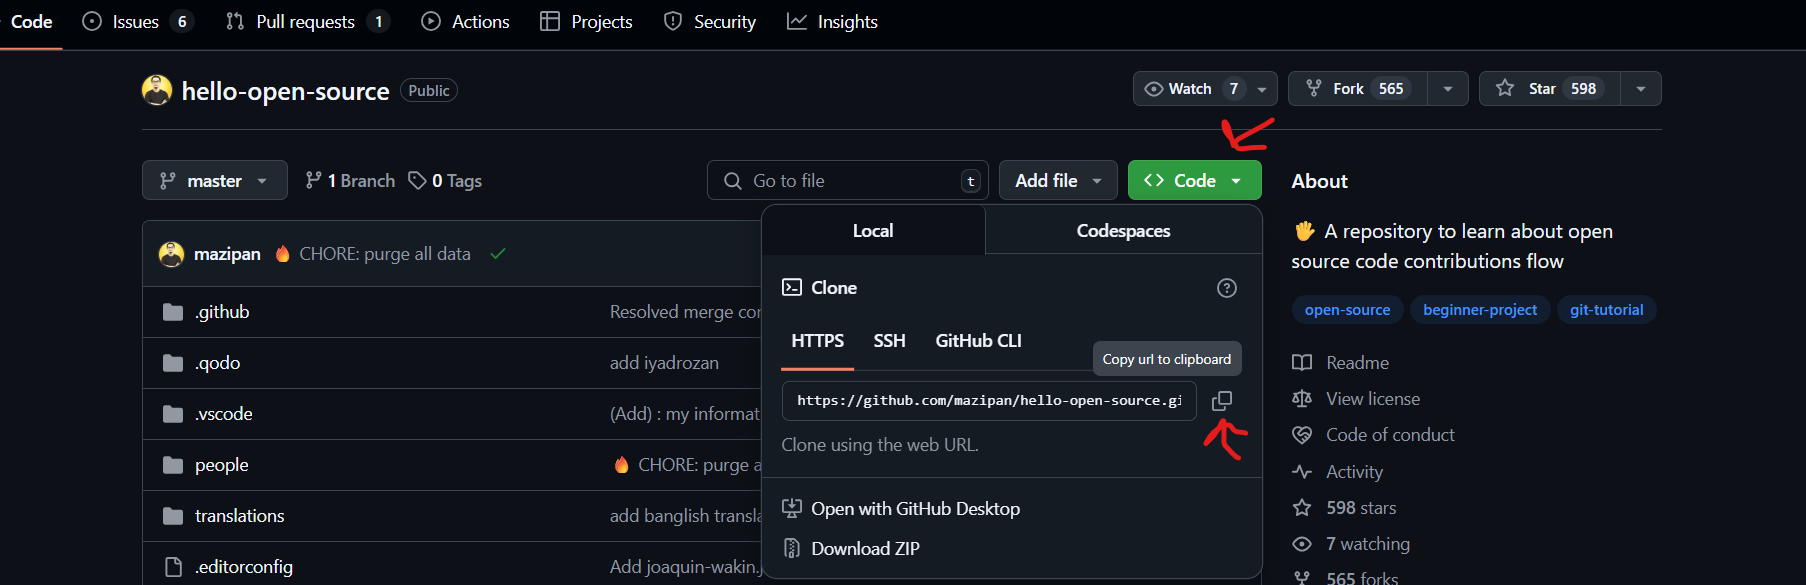 Code Issues 6 Pull requests 1 Actions Projects Security Insights
hello-open-source Public
Watch 7 Fork 565 Star 598
master 1 Branch 0 Tags Go to file t Add file <> Code
About
Local Codespaces
👋 A repository to learn about open
source code contributions flow
mazipan 🔥 CHORE: purge all data
Clone
open-source beginner-project git-tutorial
.github Resolved merge con
HTTPS SSH GitHub CLI
Copy url to clipboard
.qodo add iyadrozan
Readme
https://github.com/mazipan/hello-open-source.gi
View license
.vscode (Add) : my informat
Code of conduct
Clone using the web URL.
people 🔥 CHORE: purge a
Activity
Open with GitHub Desktop
598 stars
translations add banglish transla
7 watching
Download ZIP
.editorconfig Add joaquin-wakin.j
565 forks